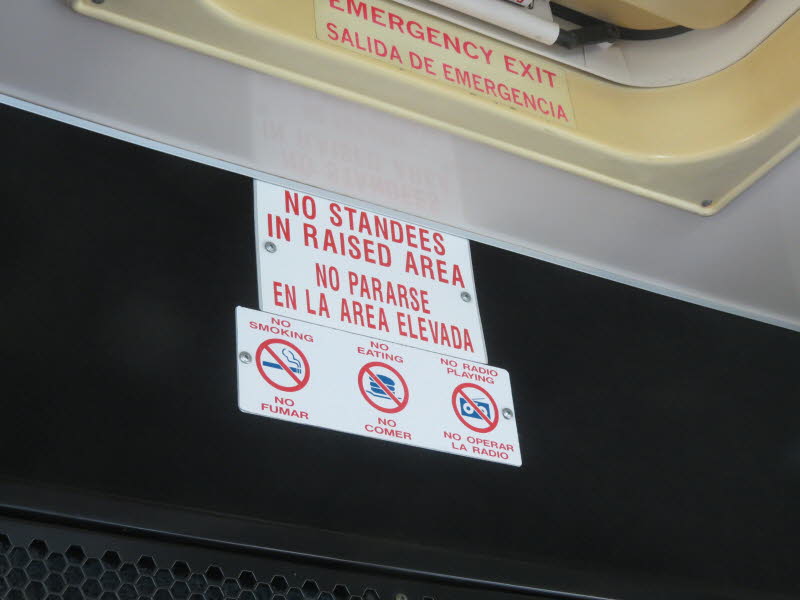 EMERGENCY EXIT
SALIDA DE EMERGENCIA
NO STANDEES
IN RAISED AREA
NO PARARSE
EN LA AREA ELEVADA
NO
SMOKING
NO
FUMAR
NO
EATING
NO
COMER
NO RADIO
PLAYING
NO OPERAR
LA RADIO